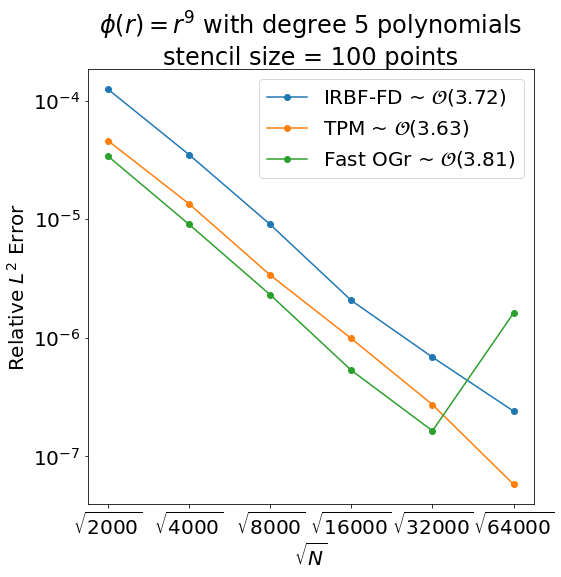 ϕ(r) = r⁹ with degree 5 polynomials
stencil size = 100 points
IRBF-FD ~ 𝒪(3.72)
TPM ~ 𝒪(3.63)
Fast OGr ~ 𝒪(3.81)
Relative L² Error
10⁻⁴
10⁻⁵
10⁻⁶
10⁻⁷
√2000 √4000 √8000 √16000 √32000 √64000
√N